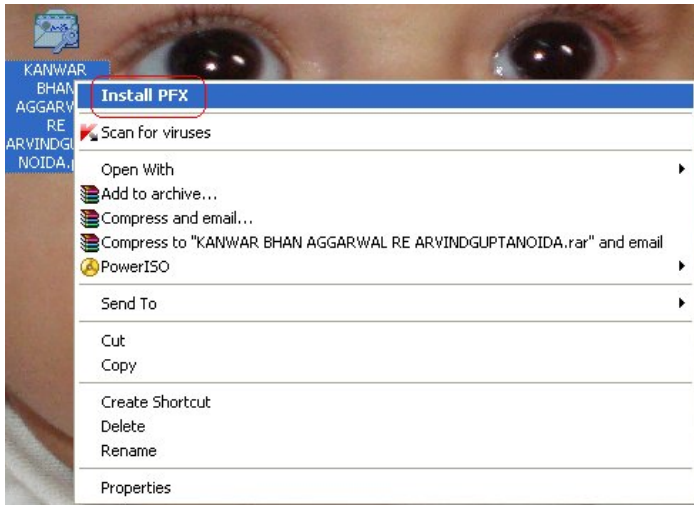 KANWAR
BHAN
AGGARW
RE
ARVINDGU
NOIDA.p
Install PFX
Scan for viruses
Open With
Add to archive...
Compress and email...
Compress to "KANWAR BHAN AGGARWAL RE ARVINDGUPTANOIDA.rar" and email
PowerISO
Send To
Cut
Copy
Create Shortcut
Delete
Rename
Properties